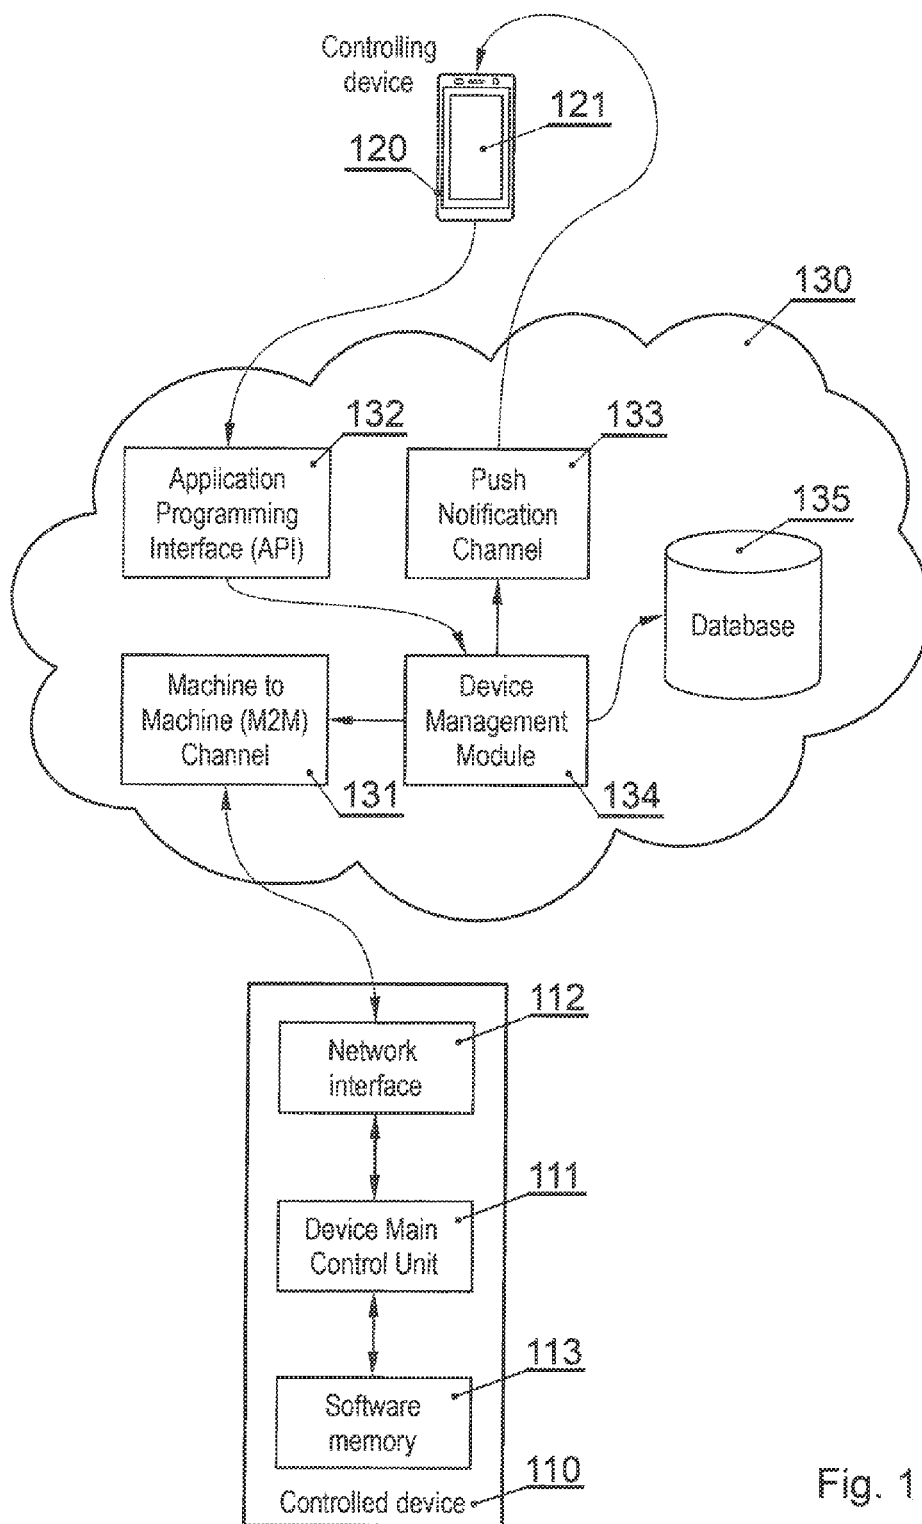 Controlling
device
121
120
130
132
133
Application
Programming
Interface (API)
Push
Notification
Channel
135
Database
Machine to
Machine (M2M)
Channel
131
Device
Management
Module
134
112
Network
interface
111
Device Main
Control Unit
113
Software
memory
110
Controlled device
Fig. 1